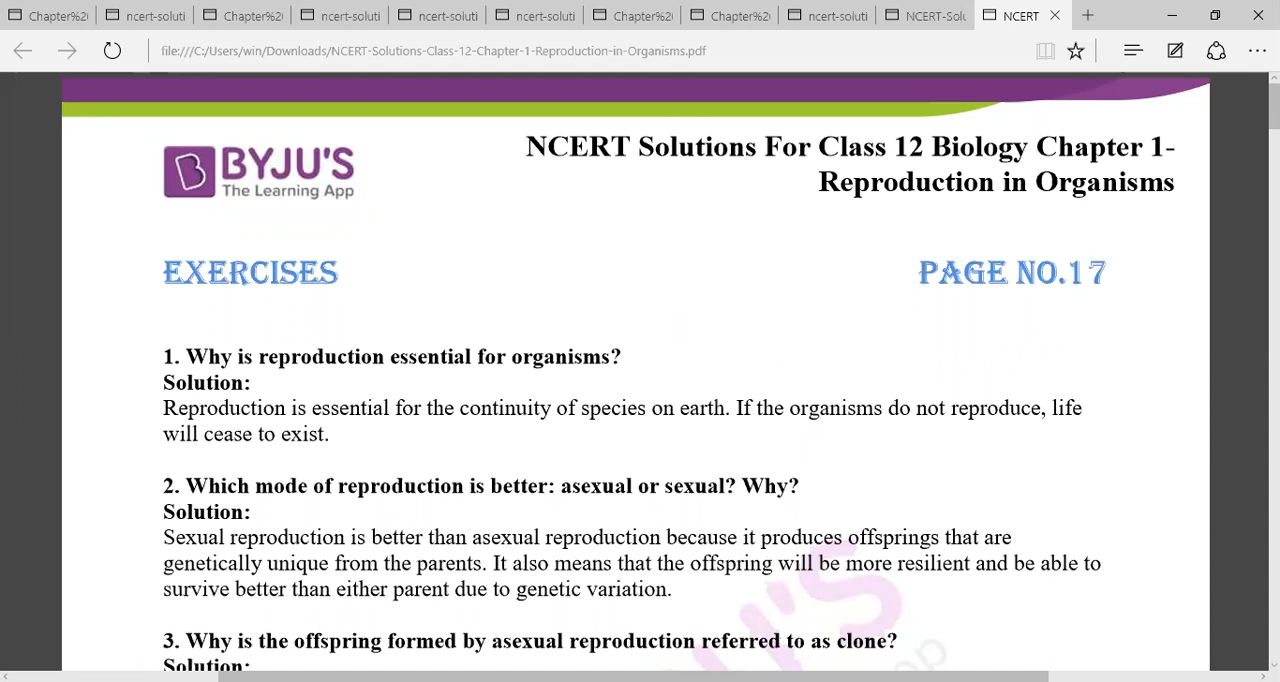 Chapter%2( ncert-soluti Chapter%2( ncert-soluti ncert-soluti ncert-soluti Chapter%2( Chapter%2( ncert-soluti NCERT-Solu NCERT
file:///C:/Users/win/Downloads/NCERT-Solutions-Class-12-Chapter-1-Reproduction-in-Organisms.pdf
BYJU'S
The Learning App
NCERT Solutions For Class 12 Biology Chapter 1-
Reproduction in Organisms
EXERCISES PAGE NO.17
1. Why is reproduction essential for organisms?
Solution:
Reproduction is essential for the continuity of species on earth. If the organisms do not reproduce, life
will cease to exist.
2. Which mode of reproduction is better: asexual or sexual? Why?
Solution:
Sexual reproduction is better than asexual reproduction because it produces offsprings that are
genetically unique from the parents. It also means that the offspring will be more resilient and be able to
survive better than either parent due to genetic variation.
3. Why is the offspring formed by asexual reproduction referred to as clone?
Solution: